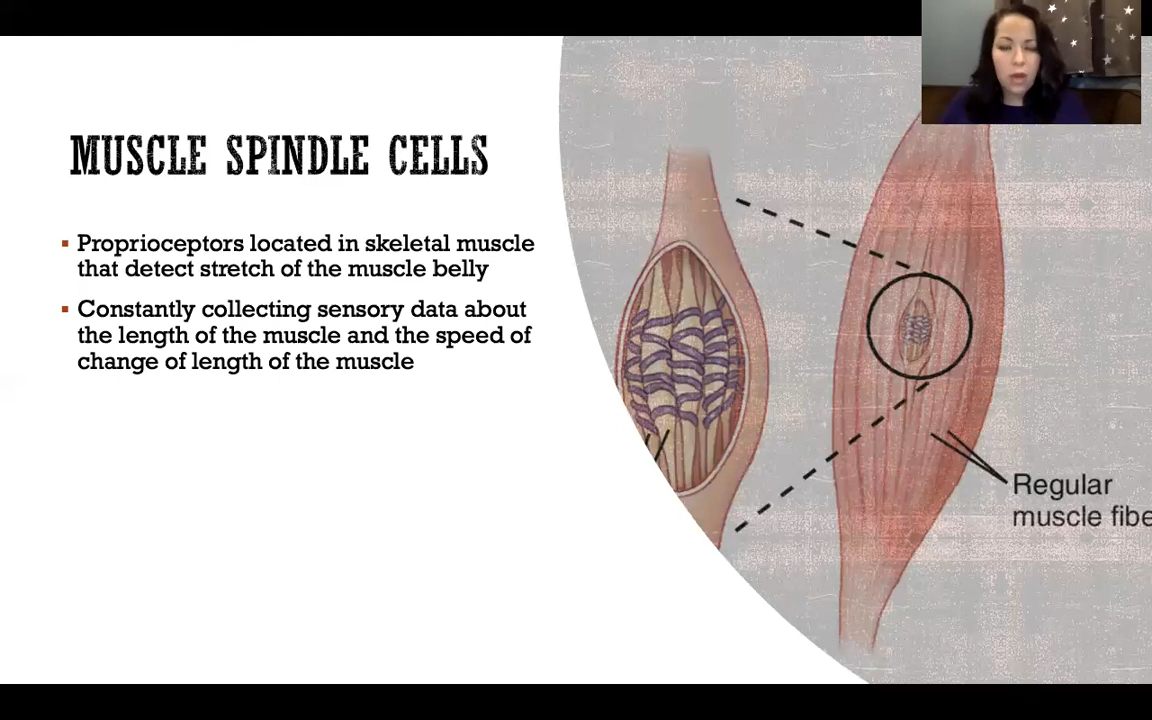 MUSCLE SPINDLE CELLS
▪ Proprioceptors located in skeletal muscle
that detect stretch of the muscle belly
▪ Constantly collecting sensory data about
the length of the muscle and the speed of
change of length of the muscle
Regular
muscle fibe